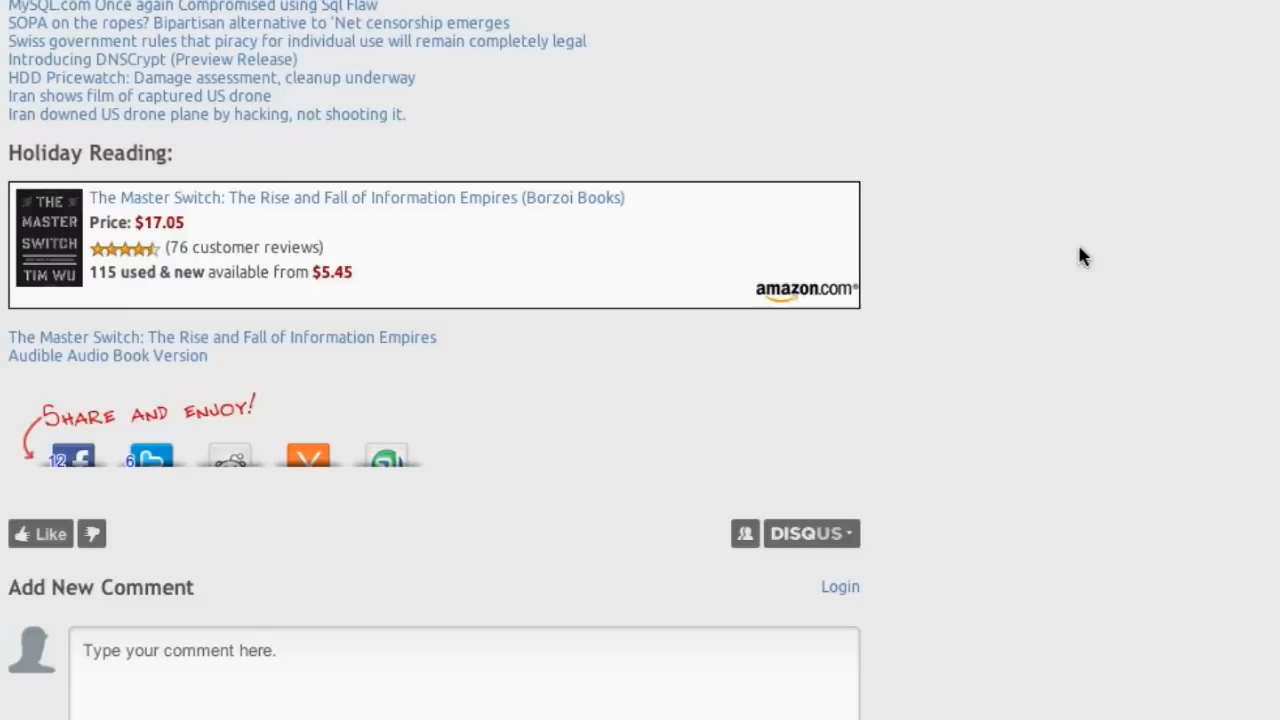 MySQL.com Once again Compromised using Sql Flaw
SOPA on the ropes? Bipartisan alternative to 'Net censorship emerges
Swiss government rules that piracy for individual use will remain completely legal
Introducing DNSCrypt (Preview Release)
HDD Pricewatch: Damage assessment, cleanup underway
Iran shows film of captured US drone
Iran downed US drone plane by hacking, not shooting it.
Holiday Reading:
THE
MASTER
SWITCH
TIM WU
The Master Switch: The Rise and Fall of Information Empires (Borzoi Books)
Price: $17.05
(76 customer reviews)
115 used & new available from $5.45
amazon.com®
The Master Switch: The Rise and Fall of Information Empires
Audible Audio Book Version
SHARE AND ENJOY!
12 6
Like DISQUS
Add New Comment Login
Type your comment here.